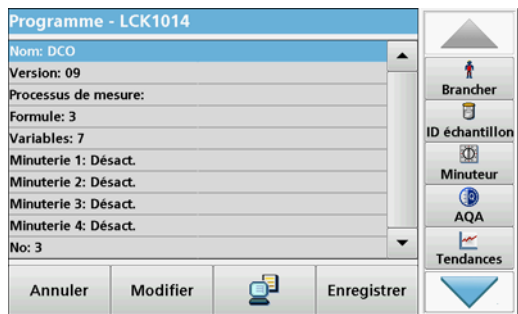 Programme - LCK1014
Nom: DCO
Version: 09
Processus de mesure:
Formule: 3
Variables: 7
Minuterie 1: Désact.
Minuterie 2: Désact.
Minuterie 3: Désact.
Minuterie 4: Désact.
No: 3
Annuler
Modifier
Enregistrer
Brancher
ID échantillon
Minuteur
AQA
Tendances